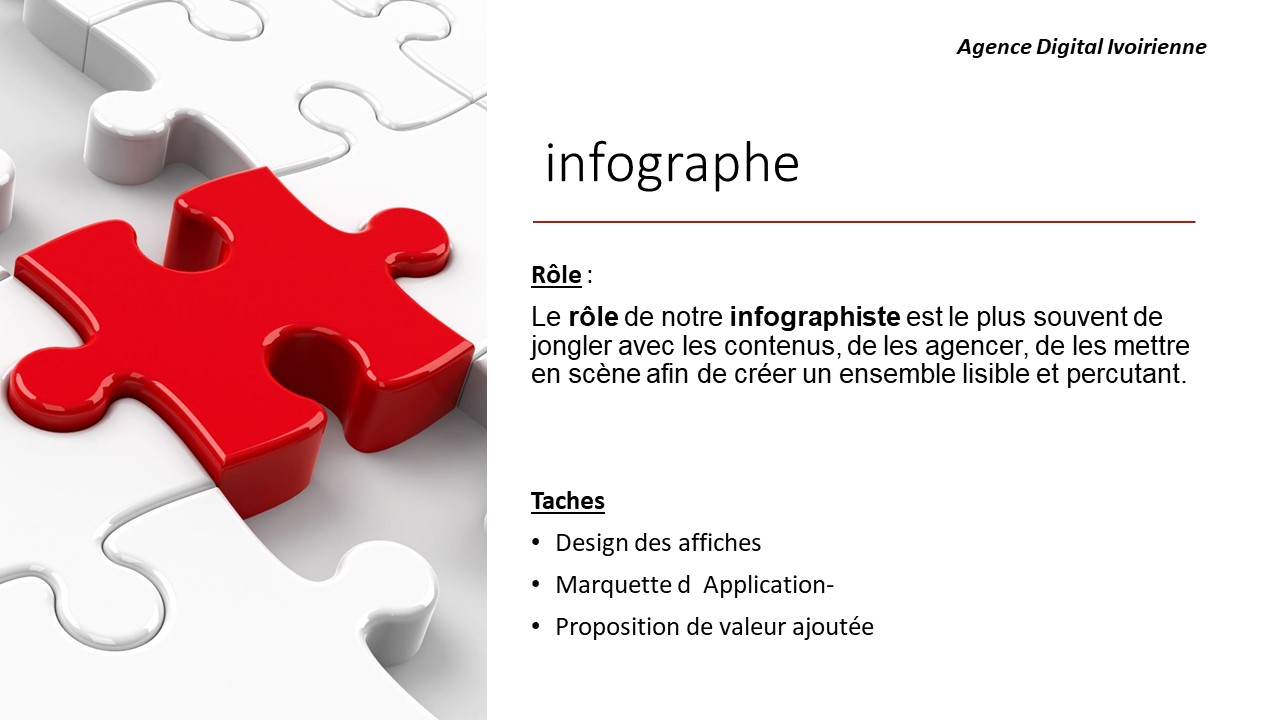 Agence Digital Ivoirienne
infographe
Rôle :
Le rôle de notre infographiste est le plus souvent de
jongler avec les contenus, de les agencer, de les mettre
en scène afin de créer un ensemble lisible et percutant.
Taches
• Design des affiches
• Marquette d  Application-
• Proposition de valeur ajoutée